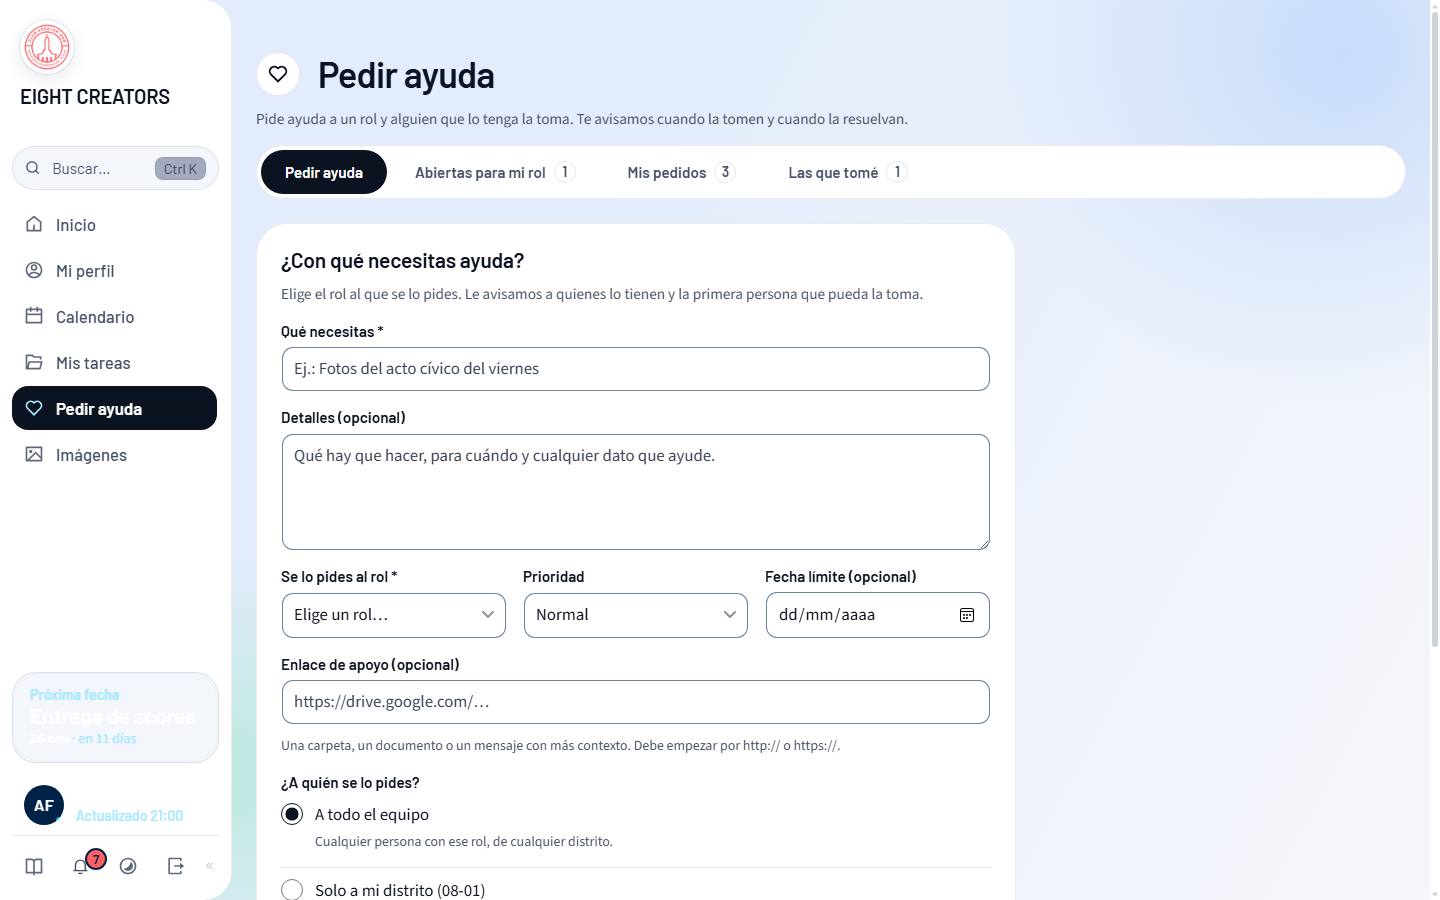 EIGHT CREATORS
Buscar... Ctrl K
Inicio
Mi perfil
Calendario
Mis tareas
Pedir ayuda
Imágenes
Próxima fecha
Entrega de scores
26 nov · en 11 días
AF
Actualizado 21:00
7
«
Pedir ayuda
Pide ayuda a un rol y alguien que lo tenga la toma. Te avisamos cuando la tomen y cuando la resuelvan.
Pedir ayuda Abiertas para mi rol 1 Mis pedidos 3 Las que tomé 1
¿Con qué necesitas ayuda?
Elige el rol al que se lo pides. Le avisamos a quienes lo tienen y la primera persona que pueda la toma.
Qué necesitas *
Ej.: Fotos del acto cívico del viernes
Detalles (opcional)
Qué hay que hacer, para cuándo y cualquier dato que ayude.
Se lo pides al rol * Prioridad Fecha límite (opcional)
Elige un rol... Normal dd/mm/aaaa
Enlace de apoyo (opcional)
https://drive.google.com/...
Una carpeta, un documento o un mensaje con más contexto. Debe empezar por http:// o https://.
¿A quién se lo pides?
A todo el equipo
Cualquier persona con ese rol, de cualquier distrito.
Solo a mi distrito (08-01)